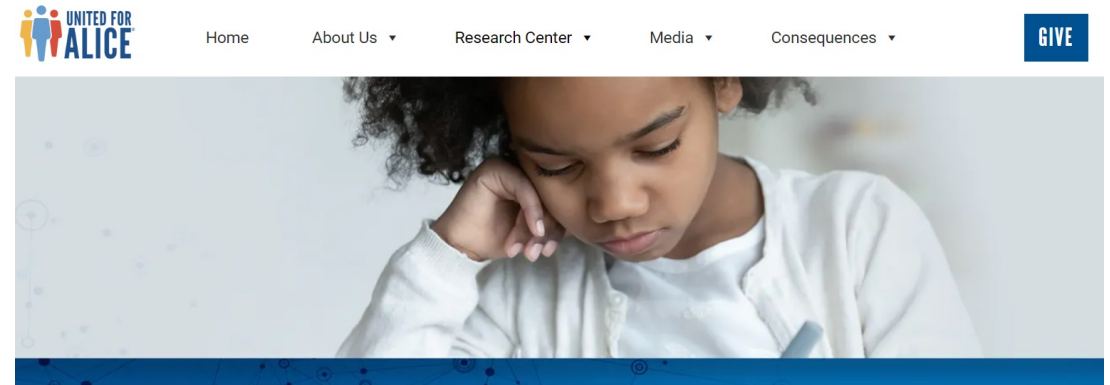 UNITED FOR
ALICE
Home About Us Research Center Media Consequences GIVE